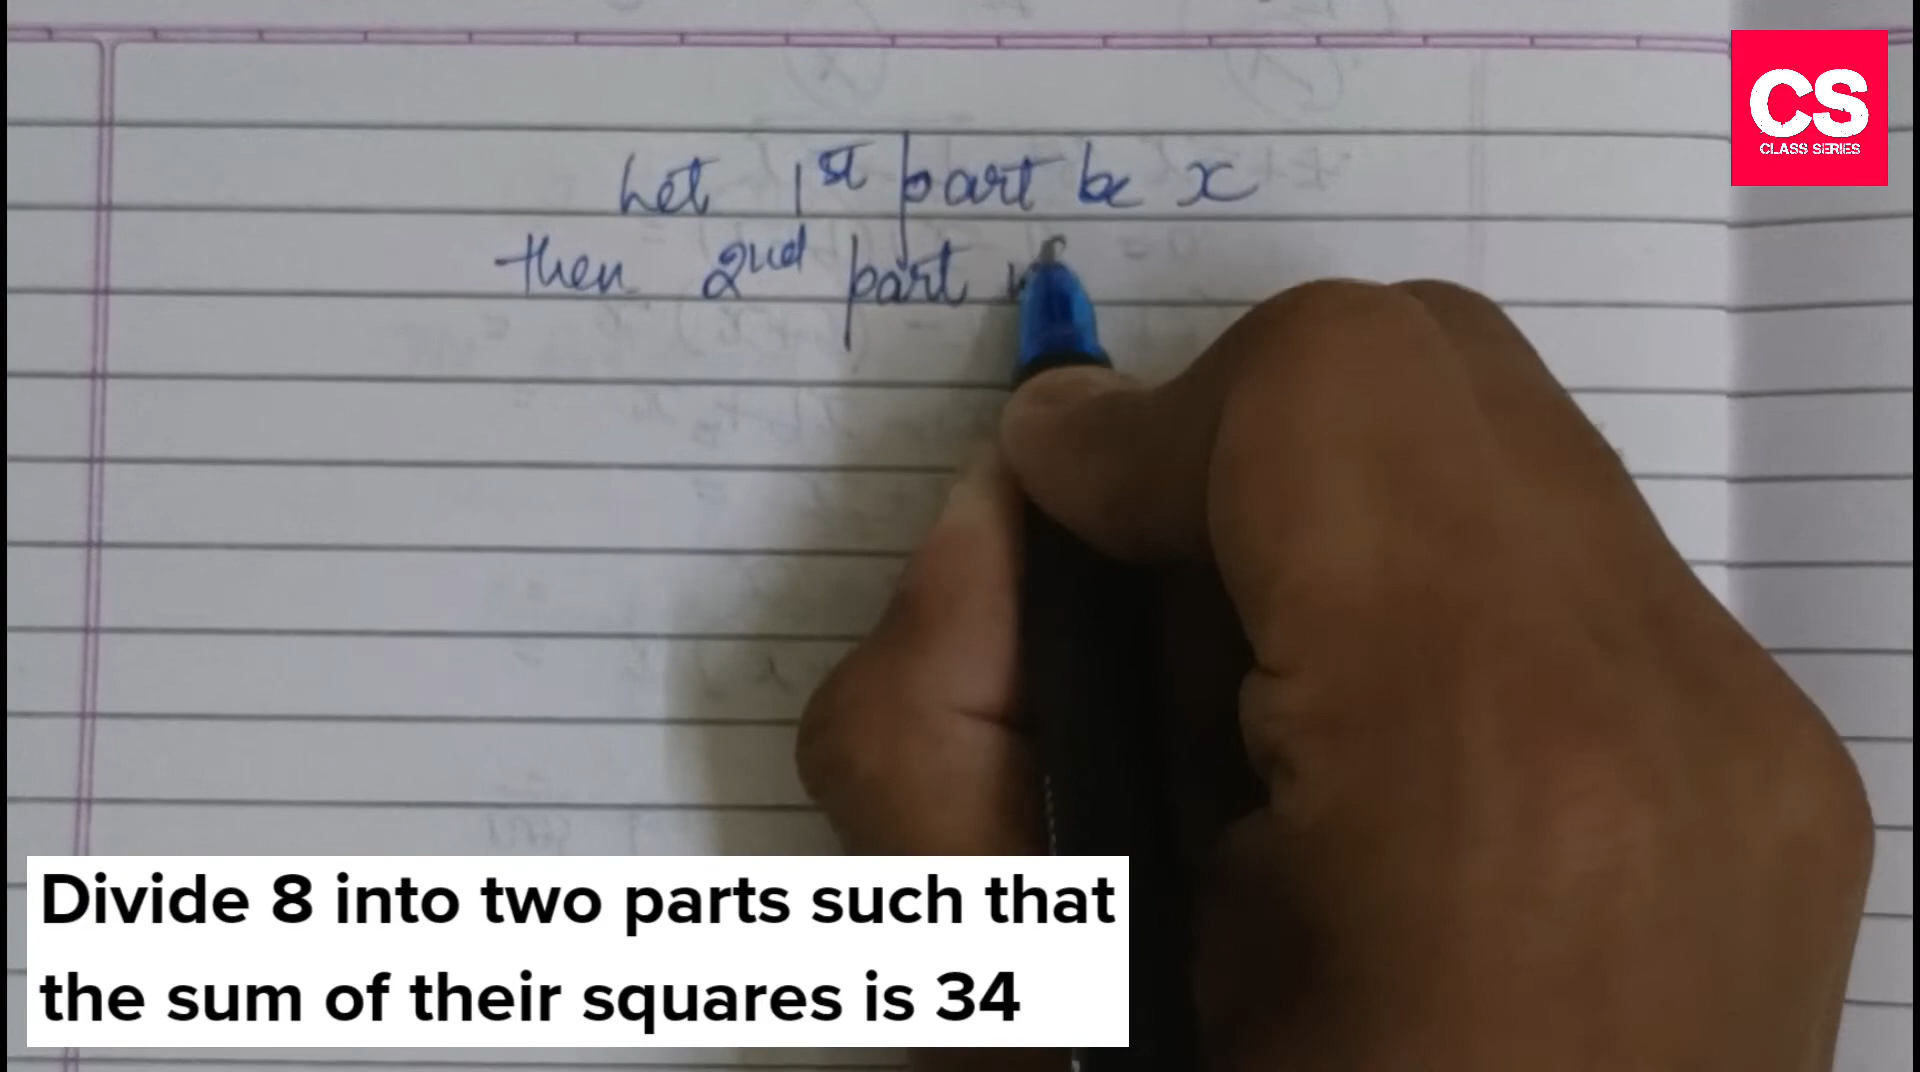 Let 1st part be x
then 2nd part
CS
CLASS SERIES
Divide 8 into two parts such that
the sum of their squares is 34